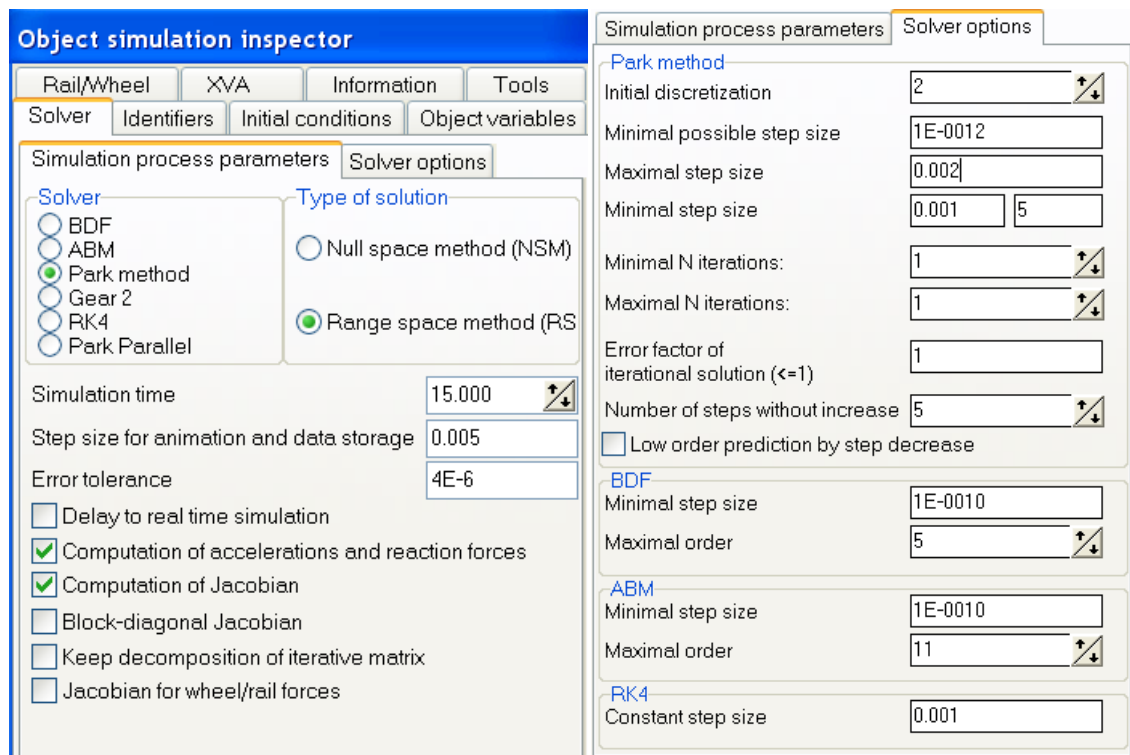 Object simulation inspector
Rail/Wheel XVA Information Tools
Solver Identifiers Initial conditions Object variables
Simulation process parameters Solver options
Solver
BDF
ABM
Park method
Gear 2
RK4
Park Parallel
Type of solution
Null space method (NSM)
Range space method (RS
Simulation time 15.000
Step size for animation and data storage 0.005
Error tolerance 4E-6
Delay to real time simulation
Computation of accelerations and reaction forces
Computation of Jacobian
Block-diagonal Jacobian
Keep decomposition of iterative matrix
Jacobian for wheel/rail forces
Simulation process parameters Solver options
Park method
Initial discretization 2
Minimal possible step size 1E-0012
Maximal step size 0.002
Minimal step size 0.001 5
Minimal N iterations: 1
Maximal N iterations: 1
Error factor of
iterational solution (<=1) 1
Number of steps without increase 5
Low order prediction by step decrease
BDF
Minimal step size 1E-0010
Maximal order 5
ABM
Minimal step size 1E-0010
Maximal order 11
RK4
Constant step size 0.001